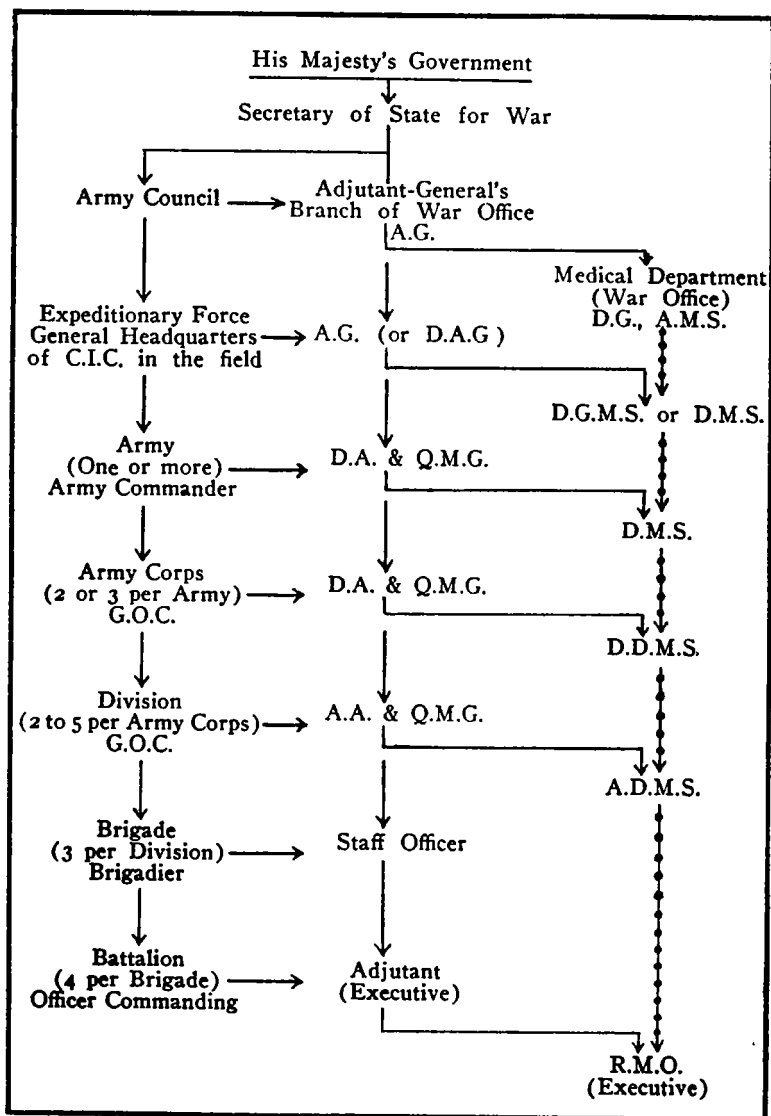 His Majesty's Government
Secretary of State for War
Army Council
Adjutant-General's
Branch of War Office
A.G.
Medical Department
(War Office)
D.G., A.M.S.
Expeditionary Force
General Headquarters
of C.I.C. in the field
A.G. (or D.A.G)
D.G.M.S. or D.M.S.
Army
(One or more)
Army Commander
D.A. & Q.M.G.
D.M.S.
Army Corps
(2 or 3 per Army)
G.O.C.
D.A. & Q.M.G.
D.D.M.S.
Division
(2 to 5 per Army Corps)
G.O.C.
A.A. & Q.M.G.
A.D.M.S.
Brigade
(3 per Division)
Brigadier
Staff Officer
Battalion
(4 per Brigade)
Officer Commanding
Adjutant
(Executive)
R.M.O.
(Executive)